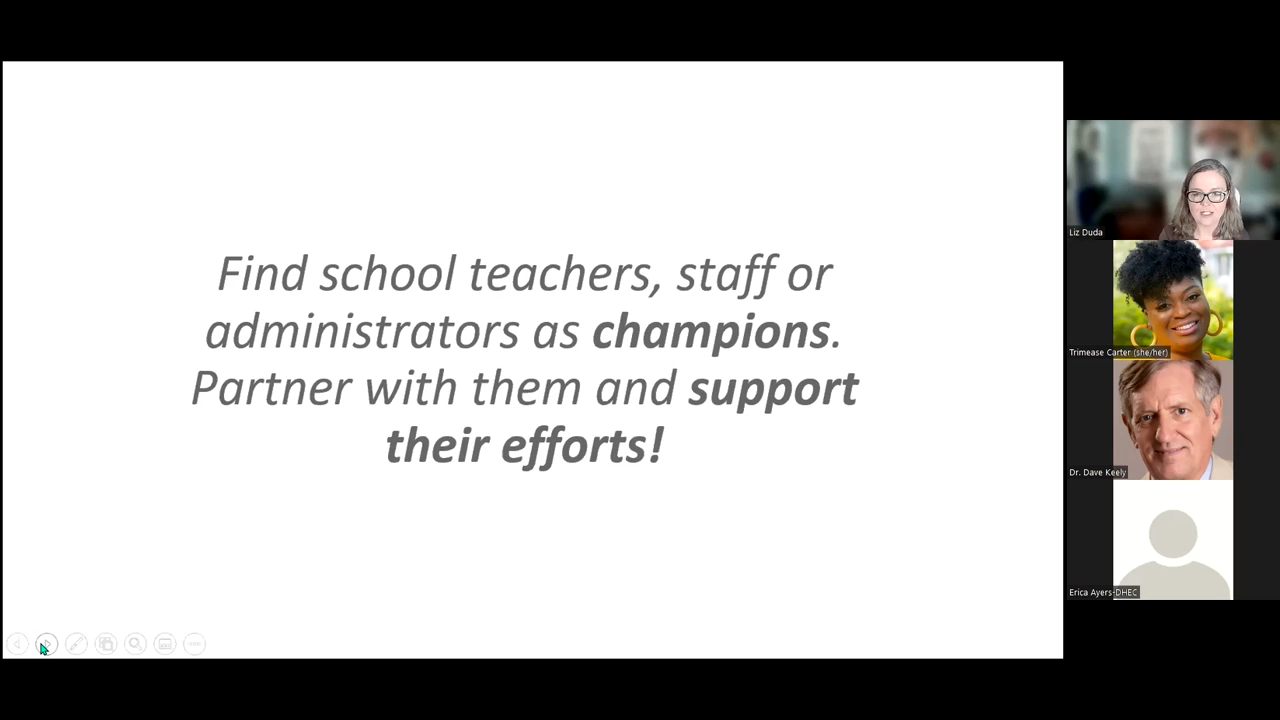 Find school teachers, staff or
administrators as champions.
Partner with them and support
their efforts!
Liz Duda
Trimease Carter (she/her)
Dr. Dave Keely
Erica Ayers-DHEC